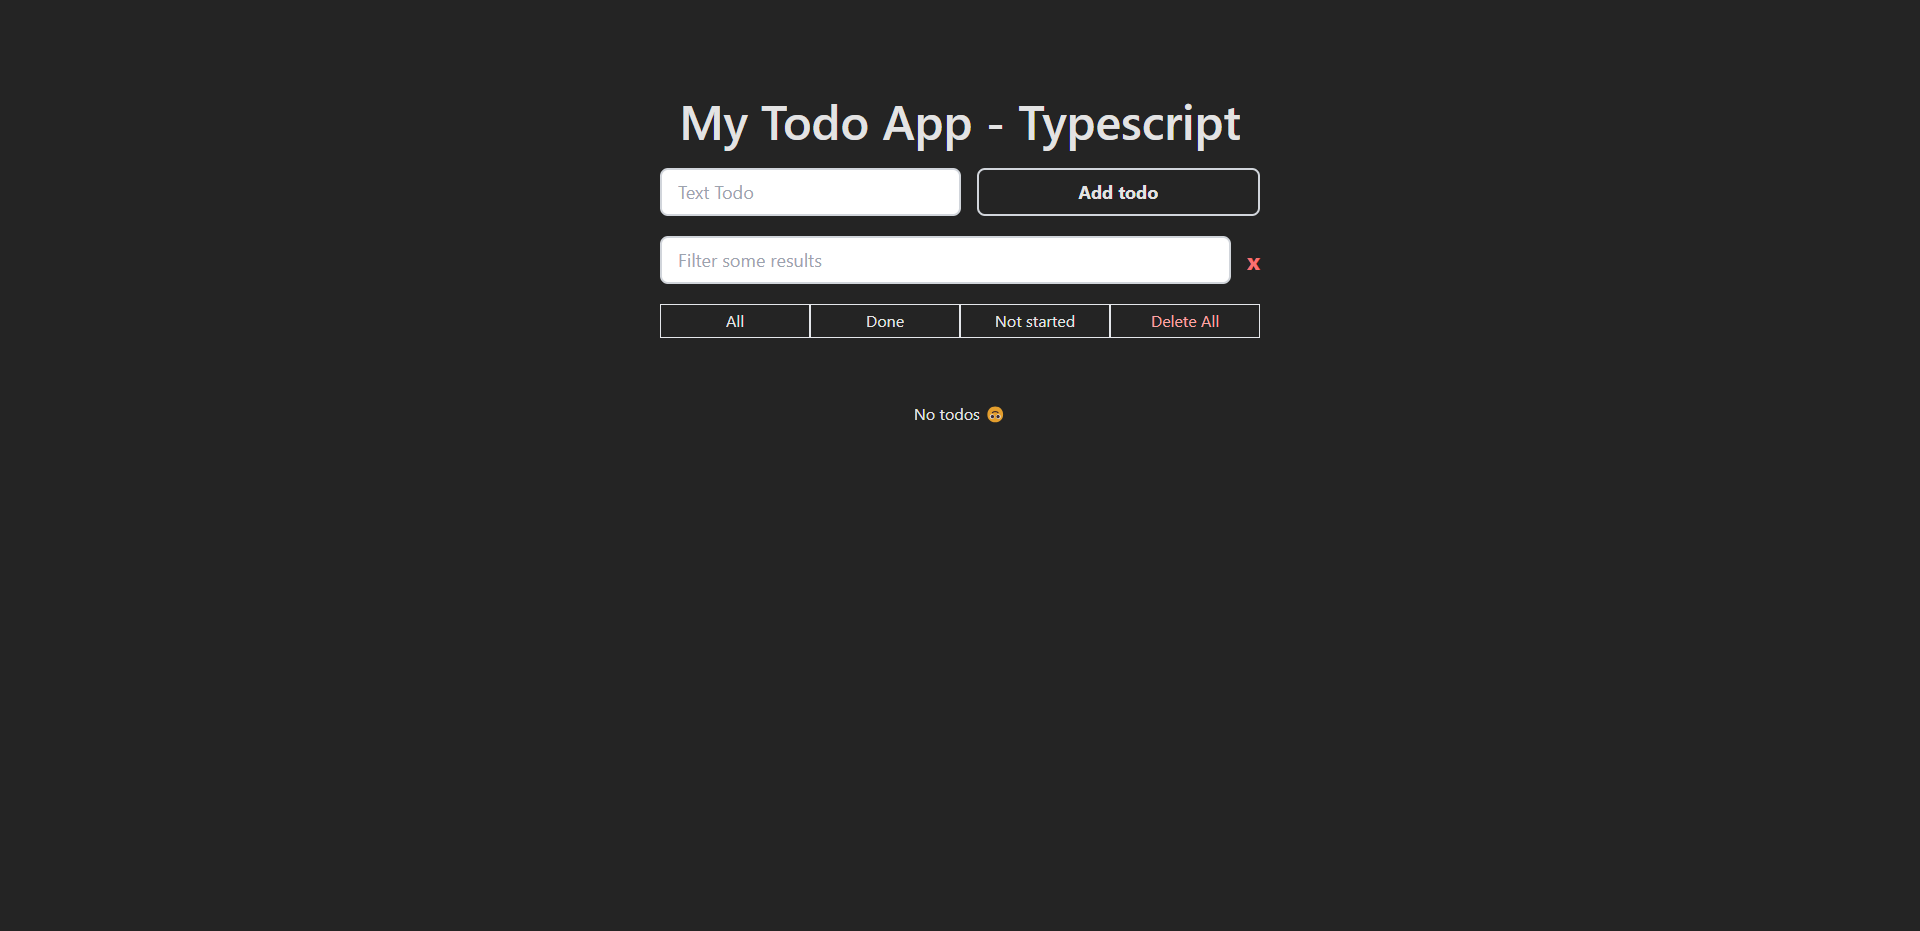 My Todo App - Typescript
Text Todo Add todo
Filter some results x
All Done Not started Delete All
No todos 🙃